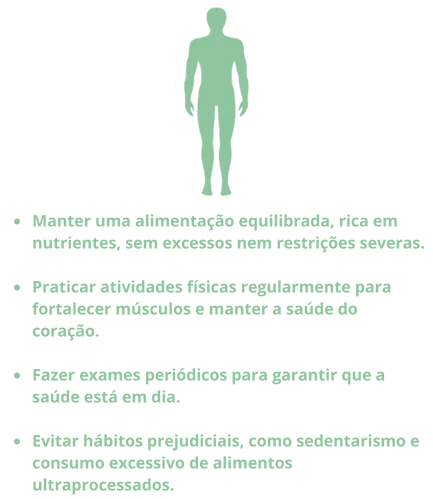 • Manter uma alimentação equilibrada, rica em
nutrientes, sem excessos nem restrições severas.
• Praticar atividades físicas regularmente para
fortalecer músculos e manter a saúde do
coração.
• Fazer exames periódicos para garantir que a
saúde está em dia.
• Evitar hábitos prejudiciais, como sedentarismo e
consumo excessivo de alimentos
ultraprocessados.